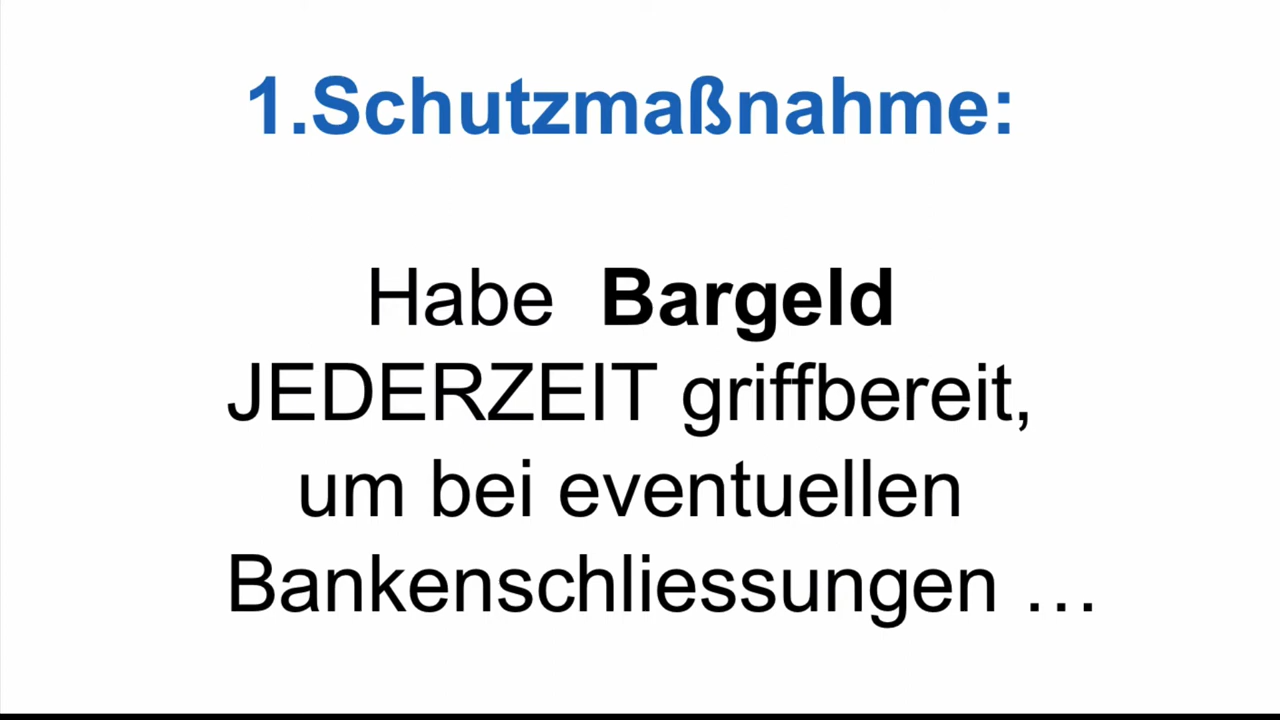 1.Schutzmaßnahme:
Habe Bargeld
JEDERZEIT griffbereit,
um bei eventuellen
Bankenschliessungen …